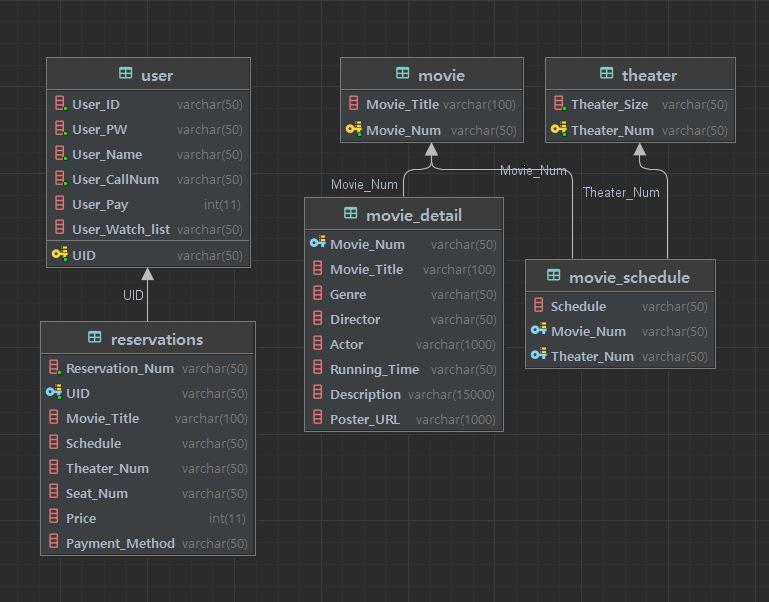 user
User_ID varchar(50)
User_PW varchar(50)
User_Name varchar(50)
User_CallNum varchar(50)
User_Pay int(11)
User_Watch_list varchar(50)
UID varchar(50)
movie
Movie_Title varchar(100)
Movie_Num varchar(50)
theater
Theater_Size varchar(50)
Theater_Num varchar(50)
Movie_Num
Movie_Num
Theater_Num
UID
movie_detail
Movie_Num varchar(50)
Movie_Title varchar(100)
Genre varchar(50)
Director varchar(50)
Actor varchar(1000)
Running_Time varchar(50)
Description varchar(15000)
Poster_URL varchar(1000)
movie_schedule
Schedule varchar(50)
Movie_Num varchar(50)
Theater_Num varchar(50)
reservations
Reservation_Num varchar(50)
UID varchar(50)
Movie_Title varchar(100)
Schedule varchar(50)
Theater_Num varchar(50)
Seat_Num varchar(50)
Price int(11)
Payment_Method varchar(50)